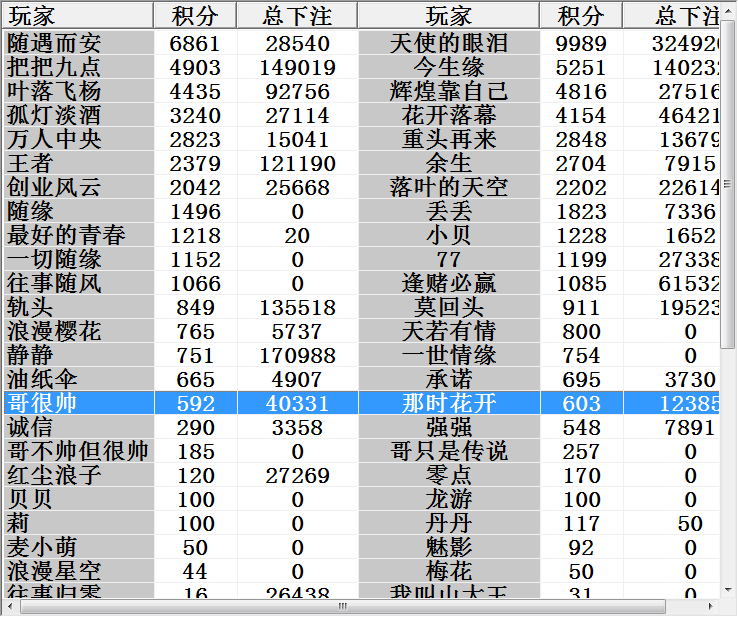 玩家 积分 总下注 玩家 积分 总下注
随遇而安 6861 28540 天使的眼泪 9989 32492
把把九点 4903 149019 今生缘 5251 14023
叶落飞杨 4435 92756 辉煌靠自己 4816 27516
孤灯淡酒 3240 27114 花开落幕 4154 46421
万人中央 2823 15041 重头再来 2848 13679
王者 2379 121190 余生 2704 7915
创业风云 2042 25668 落叶的天空 2202 22614
随缘 1496 0 丢丢 1823 7336
最好的青春 1218 20 小贝 1228 1652
一切随缘 1152 0 77 1199 27338
往事随风 1066 0 逢赌必赢 1085 61532
轨头 849 135518 莫回头 911 19523
浪漫樱花 765 5737 天若有情 800 0
静静 751 170988 一世情缘 754 0
油纸伞 665 4907 承诺 695 3730
哥很帅 592 40331 那时花开 603 12385
诚信 290 3358 强强 548 7891
哥不帅但很帅 185 0 哥只是传说 257 0
红尘浪子 120 27269 零点 170 0
贝贝 100 0 龙游 100 0
莉 100 0 丹丹 117 50
麦小萌 50 0 魅影 92 0
浪漫星空 44 0 梅花 50 0
往事归零 16 26438 我叫山大王 31 0